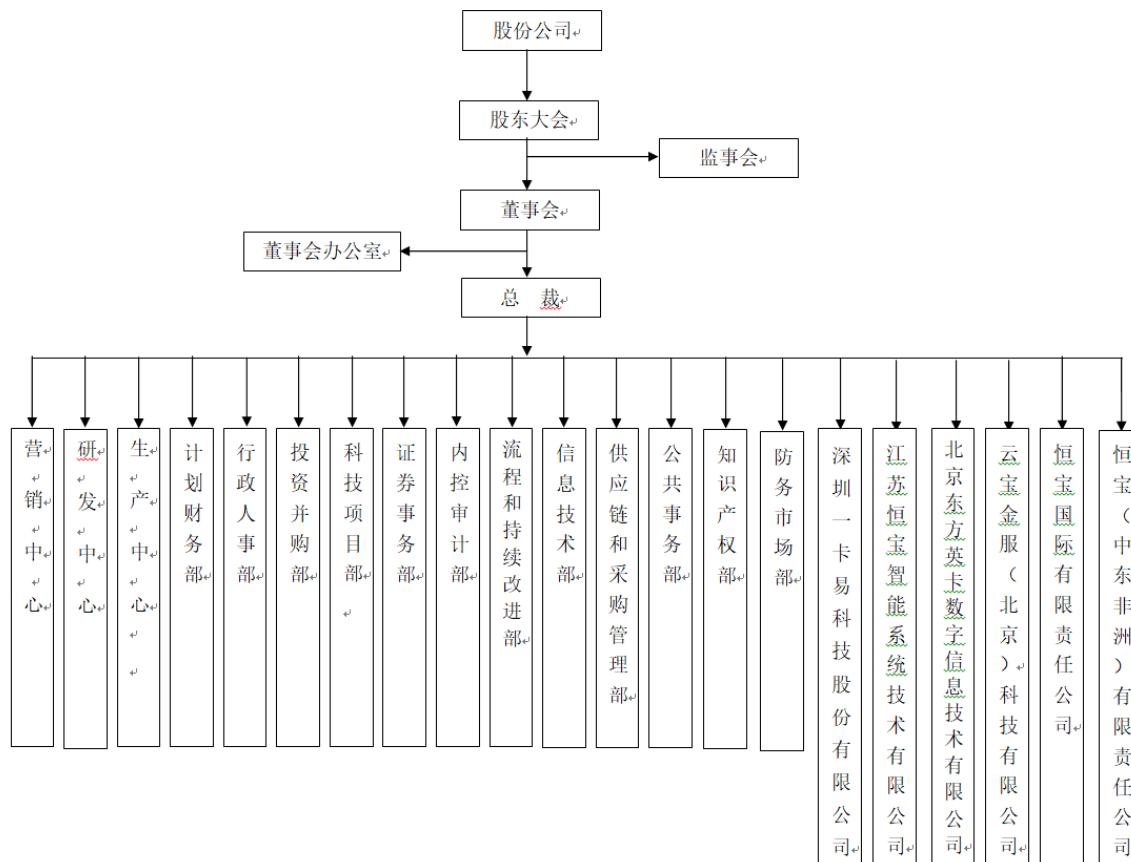 股份公司
股东大会
监事会
董事会
董事会办公室
总　裁
营销中心
研发中心
生产中心
计划财务部
行政人事部
投资并购部
科技项目部
证券事务部
内控审计部
流程和持续改进部
信息技术部
供应链和采购管理部
公共事务部
知识产权部
防务市场部
深圳一卡易科技股份有限公司
江苏恒宝智能系统技术有限公司
北京东方英卡数字信息技术有限公司
云宝金服（北京）科技有限公司
恒宝国际有限责任公司
恒宝（中东非洲）有限责任公司